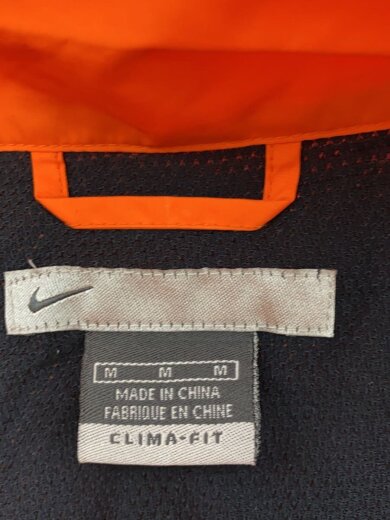 M M M
MADE IN CHINA
FABRIQUE EN CHINE
CLIMA-FIT